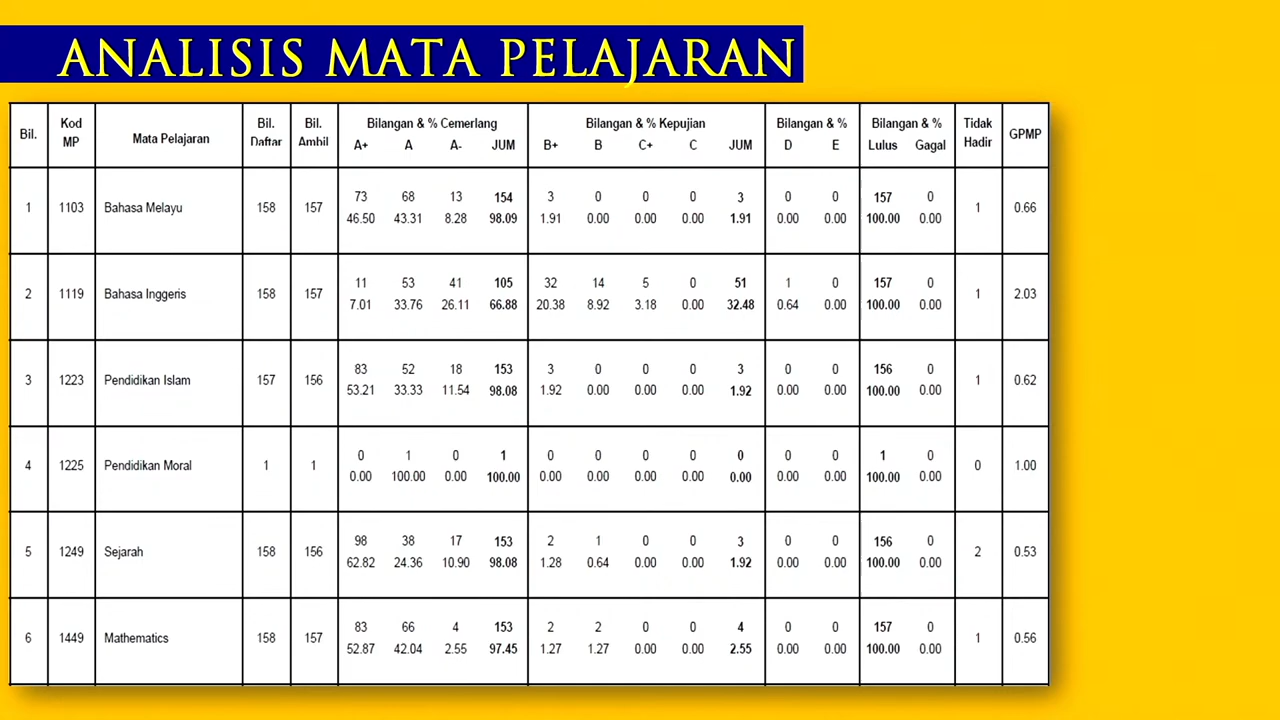 ANALISIS MATA PELAJARAN
Bil. Kod MP Mata Pelajaran Bil. Daftar Bil. Ambil Bilangan & % Cemerlang Bilangan & % Kepujian Bilangan & % Bilangan & % Tidak Hadir GPMP
A+ A A- JUM B+ B C+ C JUM D E Lulus Gagal
1 1103 Bahasa Melayu 158 157 73 68 13 154 3 0 0 0 3 0 0 157 0 1 0.66
46.50 43.31 8.28 98.09 1.91 0.00 0.00 0.00 1.91 0.00 0.00 100.00 0.00
2 1119 Bahasa Inggeris 158 157 11 53 41 105 32 14 5 0 51 1 0 157 0 1 2.03
7.01 33.76 26.11 66.88 20.38 8.92 3.18 0.00 32.48 0.64 0.00 100.00 0.00
3 1223 Pendidikan Islam 157 156 83 52 18 153 3 0 0 0 3 0 0 156 0 1 0.62
53.21 33.33 11.54 98.08 1.92 0.00 0.00 0.00 1.92 0.00 0.00 100.00 0.00
4 1225 Pendidikan Moral 1 1 0 1 0 1 0 0 0 0 0 0 0 1 0 0 1.00
0.00 100.00 0.00 100.00 0.00 0.00 0.00 0.00 0.00 0.00 0.00 100.00 0.00
5 1249 Sejarah 158 156 98 38 17 153 2 1 0 0 3 0 0 156 0 2 0.53
62.82 24.36 10.90 98.08 1.28 0.64 0.00 0.00 1.92 0.00 0.00 100.00 0.00
6 1449 Mathematics 158 157 83 66 4 153 2 2 0 0 4 0 0 157 0 1 0.56
52.87 42.04 2.55 97.45 1.27 1.27 0.00 0.00 2.55 0.00 0.00 100.00 0.00